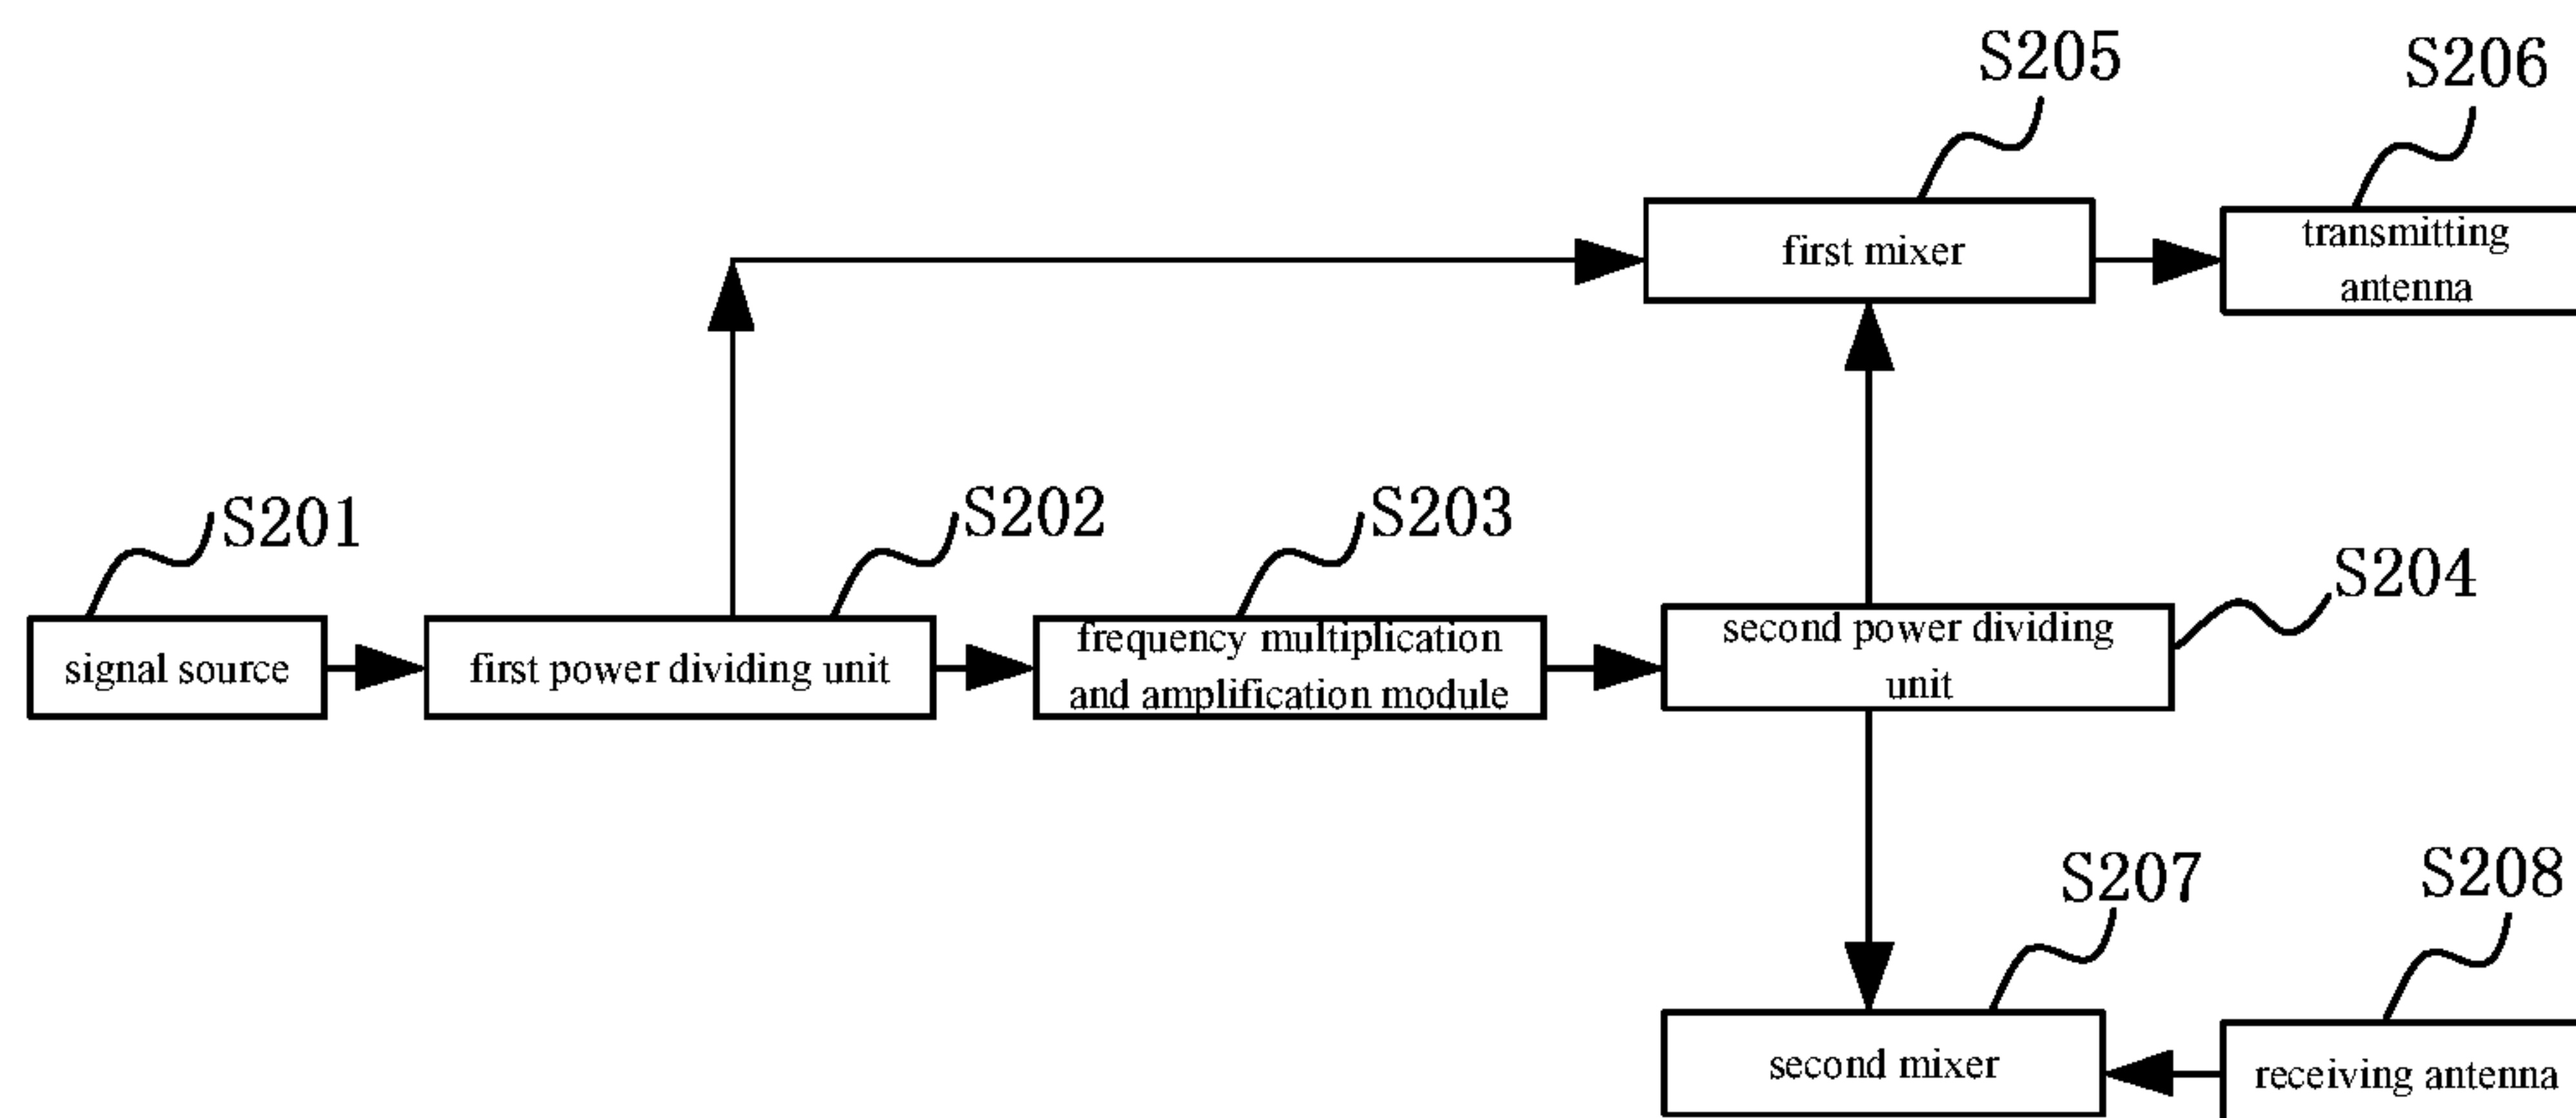 S205
S206
first mixer
transmitting
antenna
S201
S202
S203
S204
signal source
first power dividing unit
frequency multiplication
and amplification module
second power dividing
unit
S207
S208
second mixer
receiving antenna